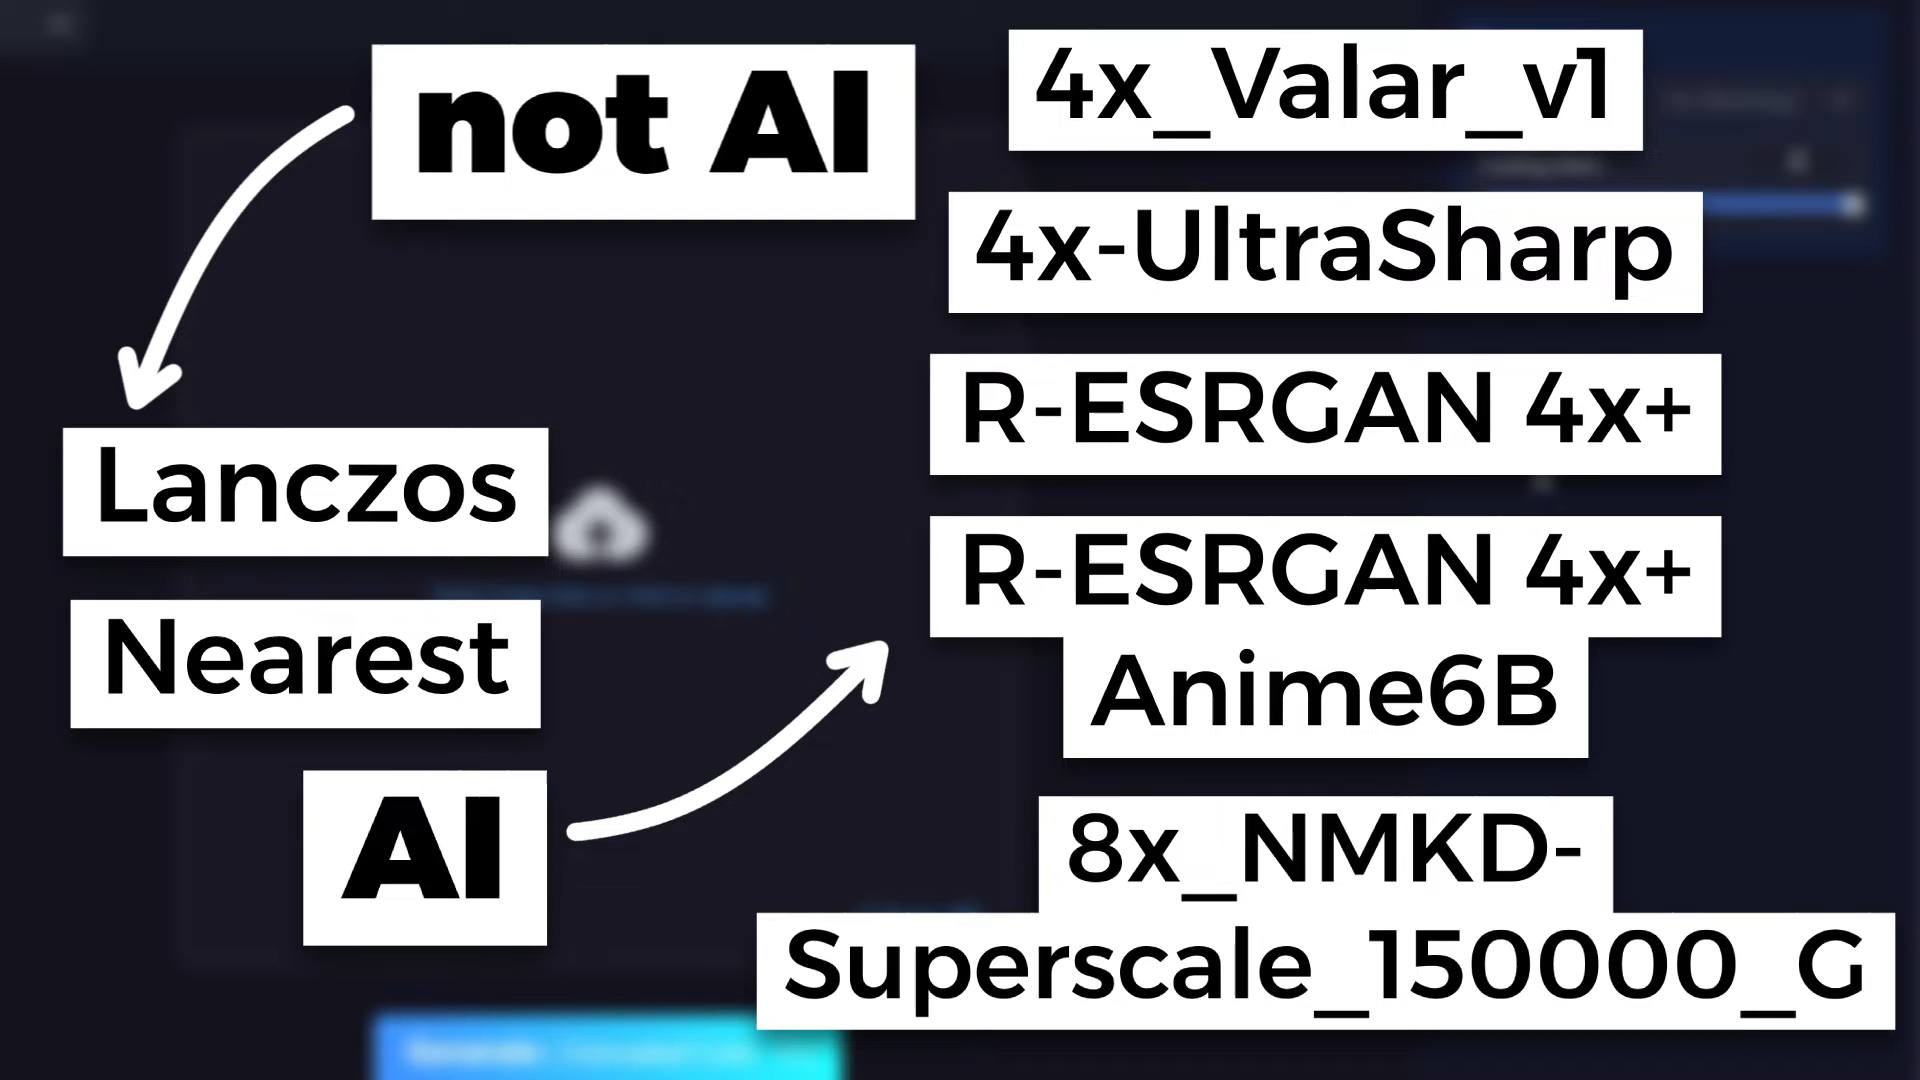 not AI
Lanczos
Nearest
AI
4x_Valar_v1
4x-UltraSharp
R-ESRGAN 4x+
R-ESRGAN 4x+
Anime6B
8x_NMKD-
Superscale_150000_G